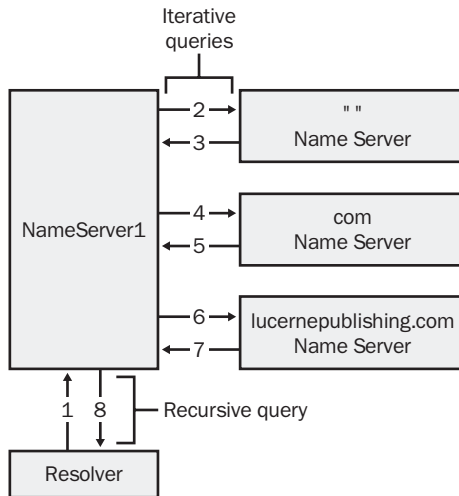 Iterative
queries
2
" "
Name Server
3
4
com
Name Server
5
NameServer1
6
lucernepublishing.com
Name Server
7
1
8
Recursive query
Resolver